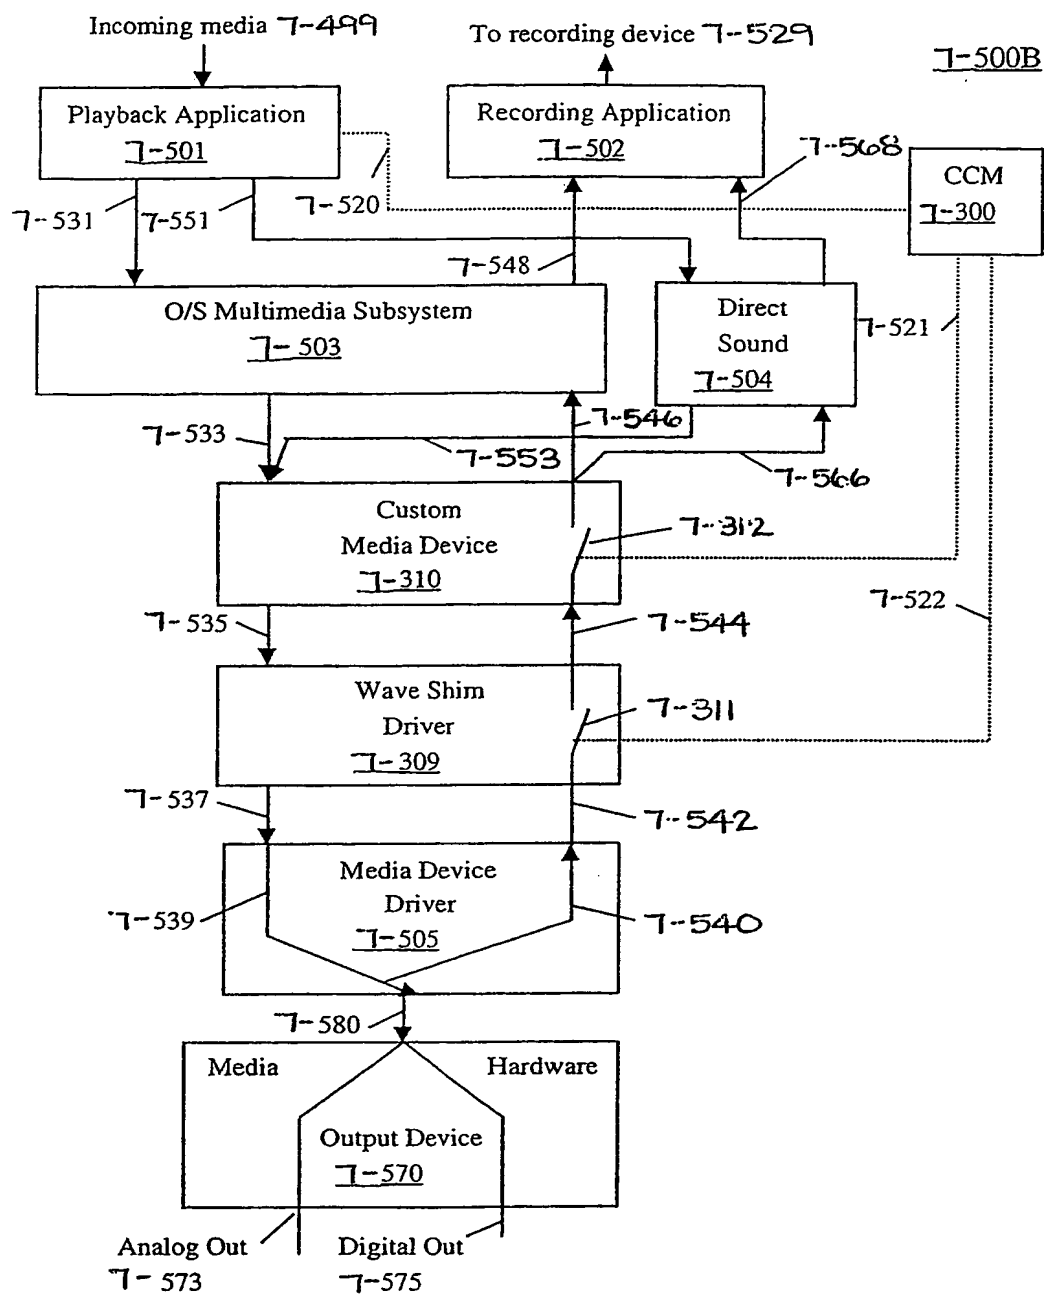 Incoming media 7-499
To recording device 7-529
7-500B
Playback Application
7-501
Recording Application
7-502
7-568
CCM
7-300
7-531
7-551
7-520
7-548
O/S Multimedia Subsystem
7-503
Direct
Sound
7-504
7-521
7-533
7-546
7-553
7-566
Custom
Media Device
7-310
7-312
7-535
7-544
7-522
Wave Shim
Driver
7-309
7-311
7-537
7-542
Media Device
Driver
7-505
7-539
7-540
7-580
Media
Hardware
Output Device
7-570
Analog Out
7-573
Digital Out
7-575